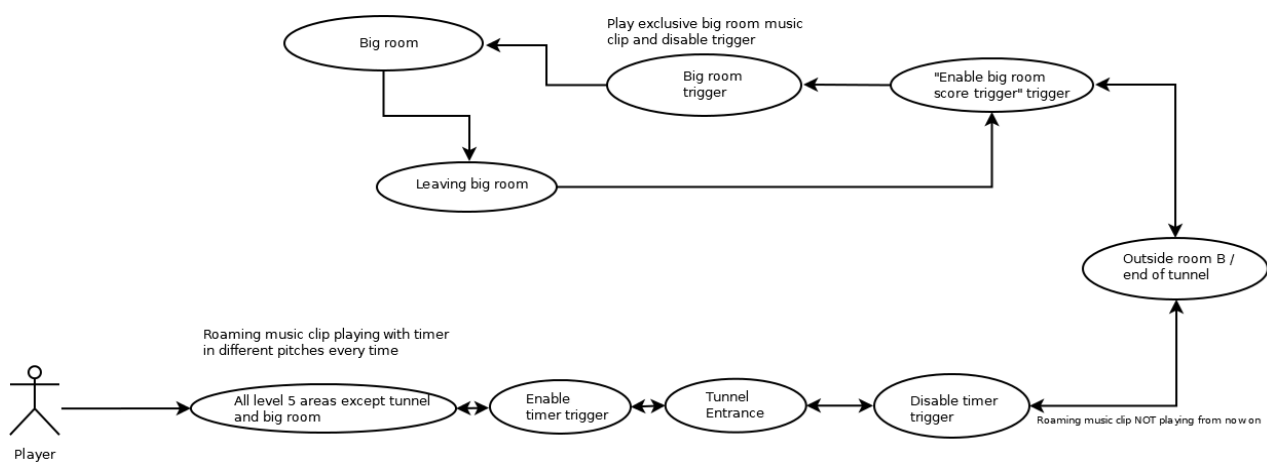 Play exclusive big room music
clip and disable trigger
Big room
Big room
trigger
"Enable big room
score trigger" trigger
Leaving big room
Outside room B /
end of tunnel
Roaming music clip playing with timer
in different pitches every time
All level 5 areas except tunnel
and big room
Enable
timer trigger
Tunnel
Entrance
Disable timer
trigger
Roaming music clip NOT playing from now on
Player